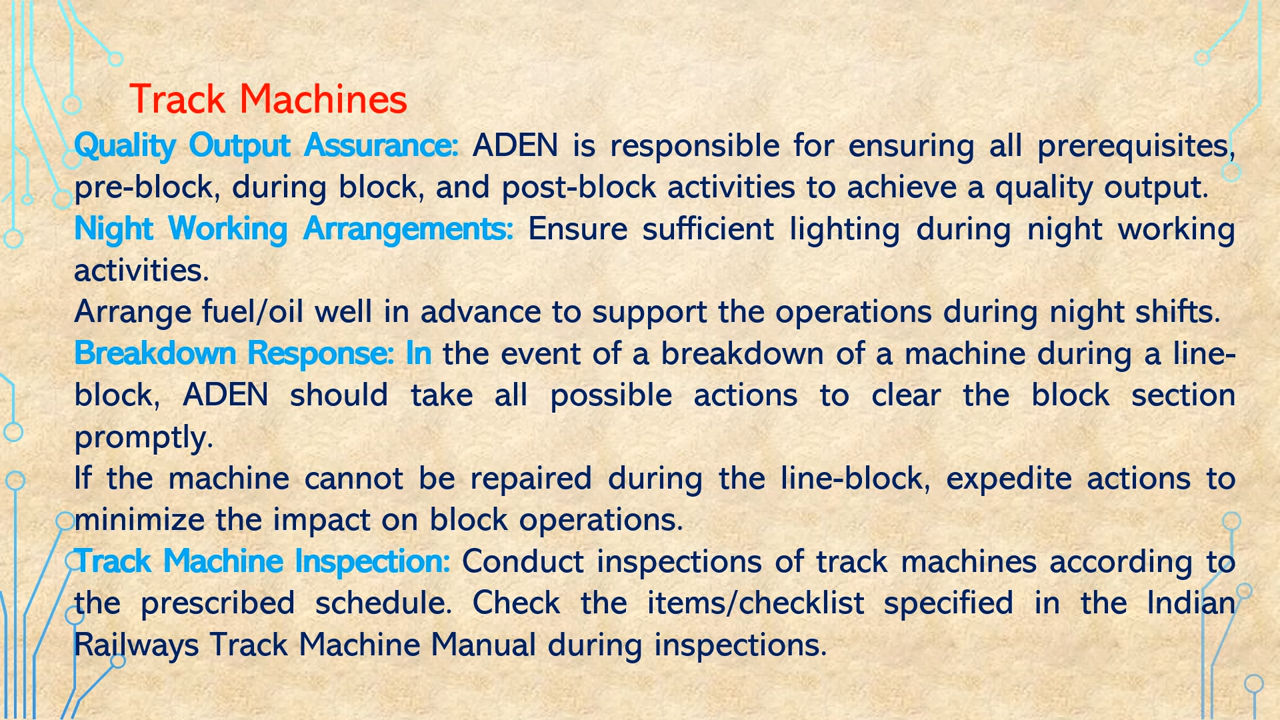 Track Machines
Quality Output Assurance: ADEN is responsible for ensuring all prerequisites,
pre-block, during block, and post-block activities to achieve a quality output.
Night Working Arrangements: Ensure sufficient lighting during night working
activities.
Arrange fuel/oil well in advance to support the operations during night shifts.
Breakdown Response: In the event of a breakdown of a machine during a line-
block, ADEN should take all possible actions to clear the block section
promptly.
If the machine cannot be repaired during the line-block, expedite actions to
minimize the impact on block operations.
Track Machine Inspection: Conduct inspections of track machines according to
the prescribed schedule. Check the items/checklist specified in the Indian
Railways Track Machine Manual during inspections.